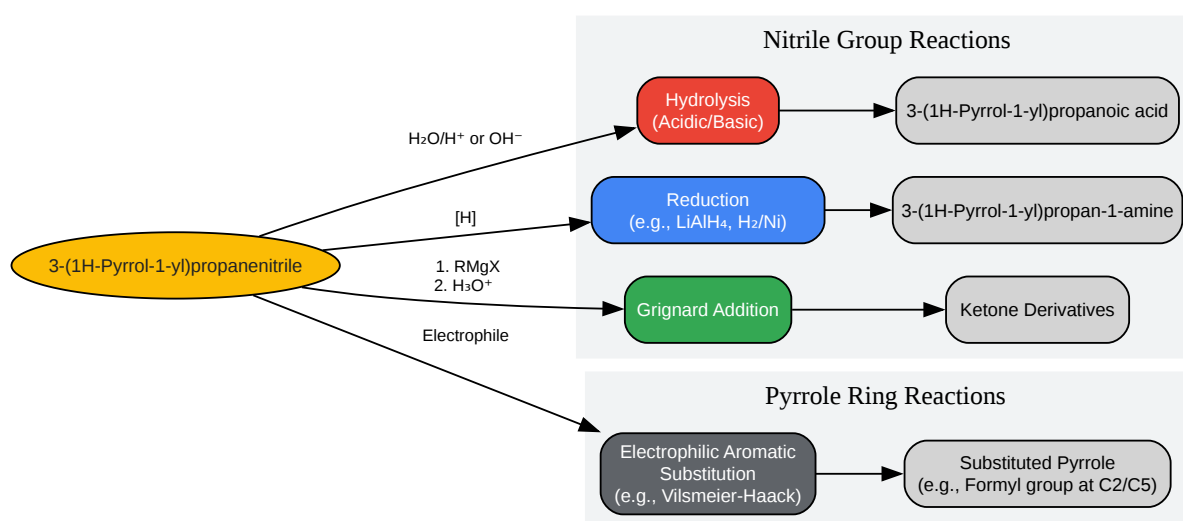 Nitrile Group Reactions
Hydrolysis
(Acidic/Basic)
3-(1H-Pyrrol-1-yl)propanoic acid
H₂O/H⁺ or OH⁻
Reduction
(e.g., LiAlH₄, H₂/Ni)
3-(1H-Pyrrol-1-yl)propan-1-amine
[H]
3-(1H-Pyrrol-1-yl)propanenitrile
1. RMgX
2. H₃O⁺
Grignard Addition
Ketone Derivatives
Electrophile
Pyrrole Ring Reactions
Electrophilic Aromatic
Substitution
(e.g., Vilsmeier-Haack)
Substituted Pyrrole
(e.g., Formyl group at C2/C5)